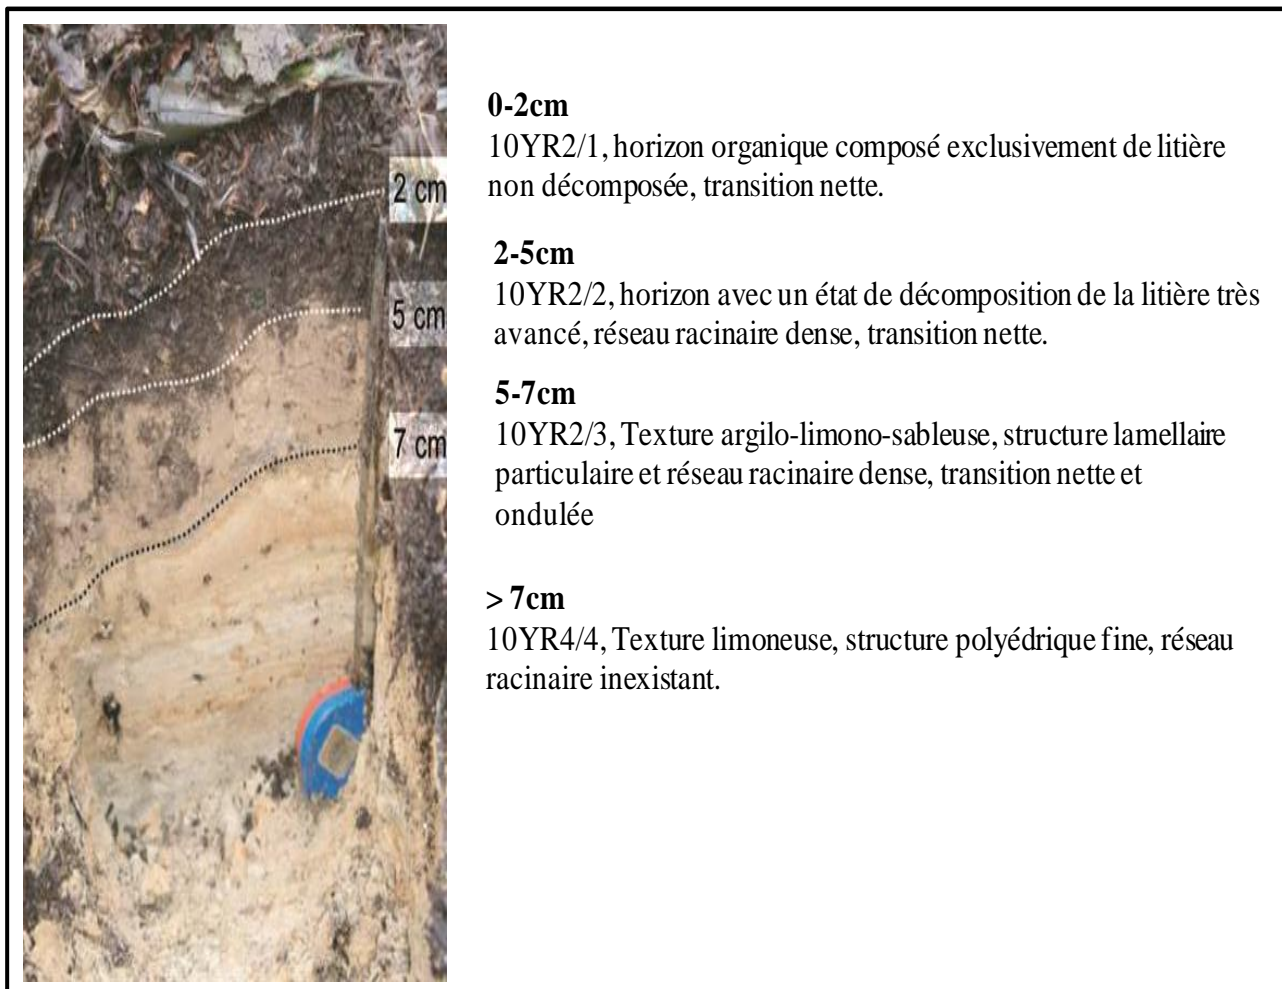 2 cm
5 cm
7 cm
0-2cm
10YR2/1, horizon organique composé exclusivement de litière
non décomposée, transition nette.
2-5cm
10YR2/2, horizon avec un état de décomposition de la litière très
avancé, réseau racinaire dense, transition nette.
5-7cm
10YR2/3, Texture argilo-limono-sableuse, structure lamellaire
particulaire et réseau racinaire dense, transition nette et
ondulée
> 7cm
10YR4/4, Texture limoneuse, structure polyédrique fine, réseau
racinaire inexistant.